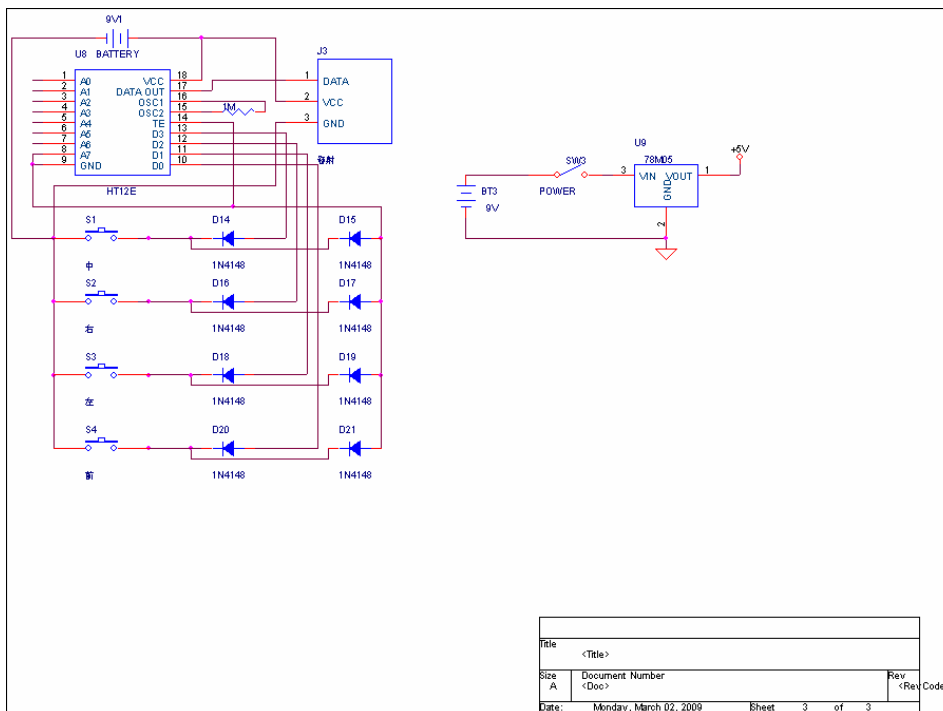 9V1
U8 BATTERY
J3
1 A0 VCC 18
2 A1 DATA OUT 17
3 A2 OSC1 16
4 A3 OSC2 15
5 A4 TE 14
6 A5 D3 13
7 A6 D2 12
8 A7 D1 11
9 GND D0 10
HT12E
1M
1 DATA
2 VCC
3 GND
發射
S1 D14 D15
中 1N4148 1N4148
S2 D16 D17
右 1N4148 1N4148
S3 D18 D19
左 1N4148 1N4148
S4 D20 D21
前 1N4148 1N4148
U9
78M05
+5V
SW3
POWER
3 VIN VOUT 1
GND
2
BT3
9V
Title
<Title>
Size Document Number Rev
A <Doc> <Rev Code
Date: Monday, March 02, 2009 Sheet 3 of 3